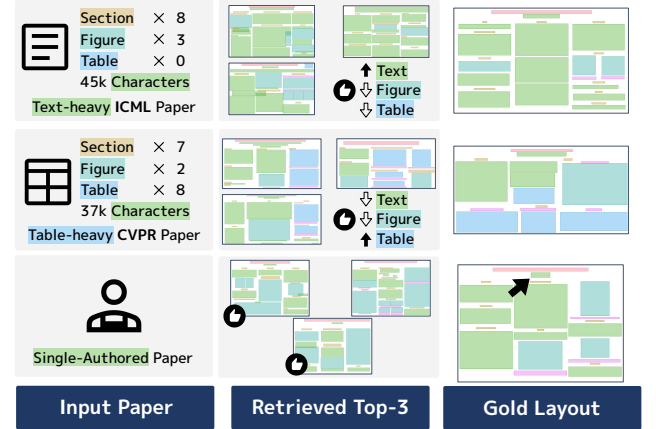 Section × 8
Figure × 3
Table × 0
45k Characters
Text-heavy ICML Paper
Text
Figure
Table
Section × 7
Figure × 2
Table × 8
37k Characters
Table-heavy CVPR Paper
Text
Figure
Table
Single-Authored Paper
Input Paper
Retrieved Top-3
Gold Layout